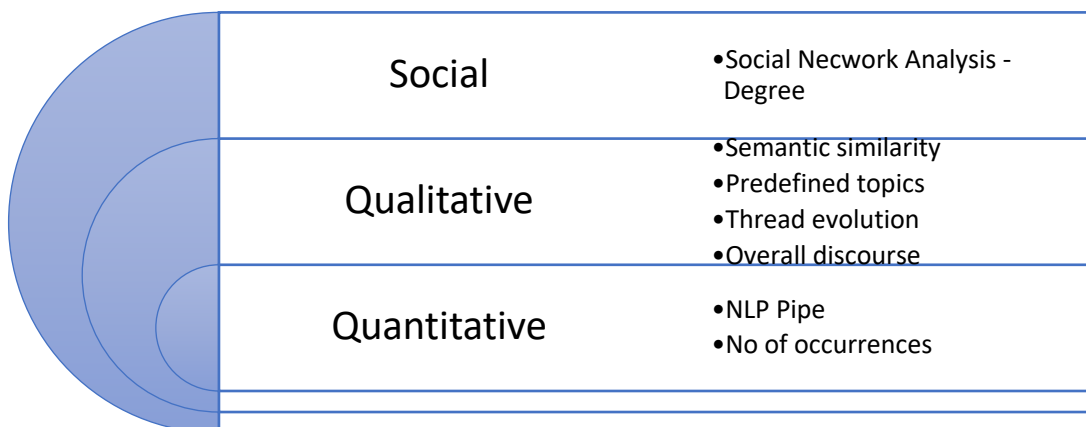 Social
•Social Necwork Analysis -
Degree
Qualitative
•Semantic similarity
•Predefined topics
•Thread evolution
•Overall discourse
Quantitative
•NLP Pipe
•No of occurrences